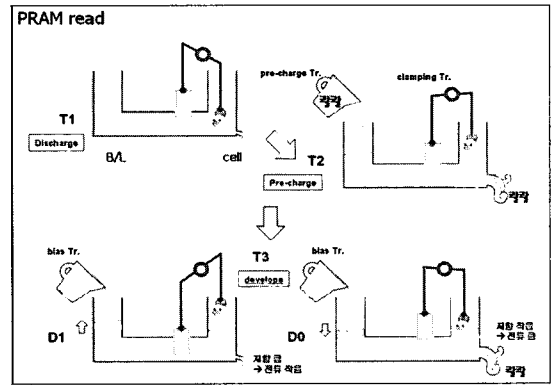 PRAM read
pre-charge Tr.
clamping Tr.
콸콸
T1
Discharge
B/L
cell
T2
Pre-charge
콸콸
T3
develope
bias Tr.
bias Tr.
D1
D0
저항 큼
→ 전류 작음
저항 작음
→ 전류 큼
콸콸